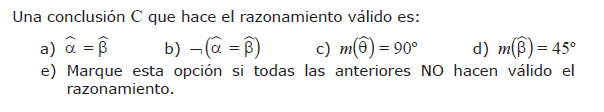 Una conclusión C que hace el razonamiento válido es:
a) α̂ = β̂ b) ¬(α̂ = β̂) c) m(θ̂) = 90° d) m(β̂) = 45°
e) Marque esta opción si todas las anteriores NO hacen válido el
razonamiento.